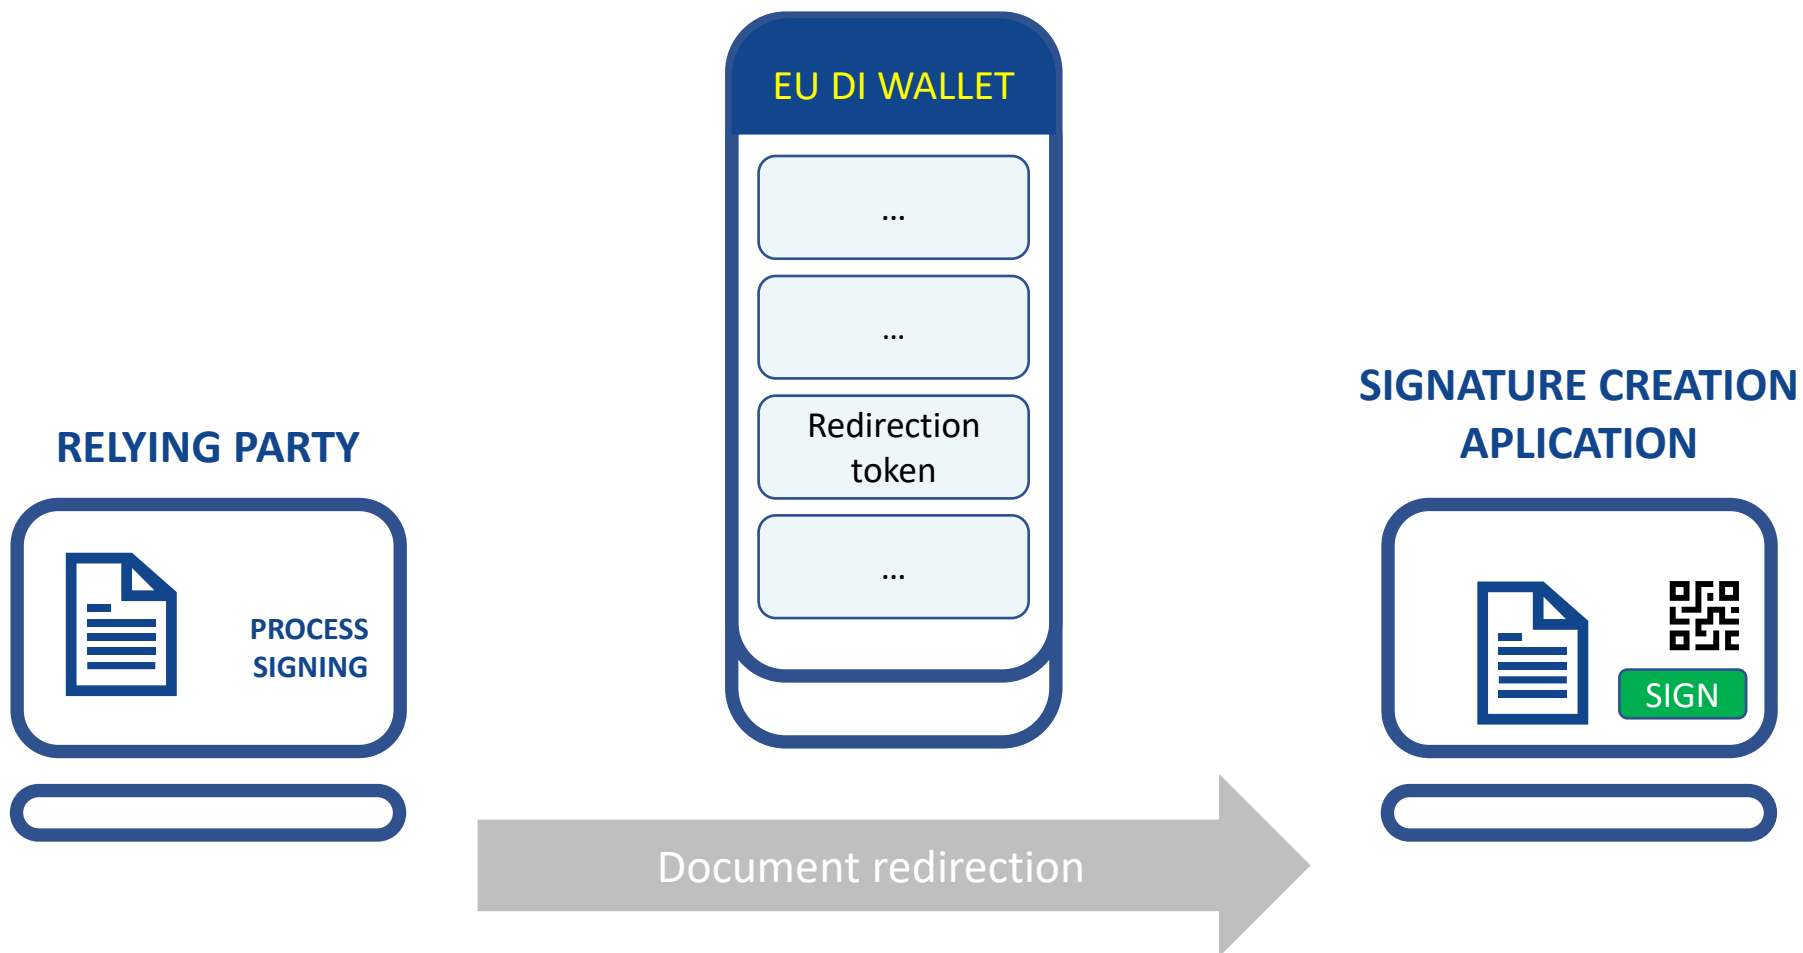 EU DI WALLET
...
...
Redirection
token
...
RELYING PARTY
PROCESS
SIGNING
SIGNATURE CREATION
APLICATION
SIGN
Document redirection